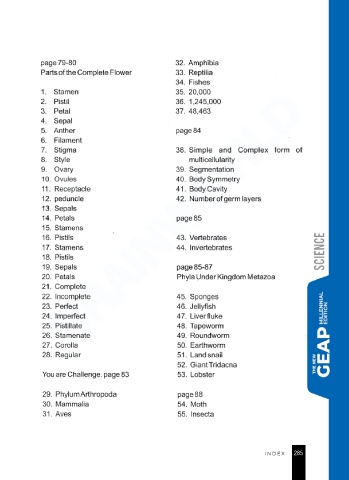 page 79-80
Parts of the Complete Flower
1. Stamen
2. Pistil
3. Petal
4. Sepal
5. Anther
6. Filament
7. Stigma
8. Style
9. Ovary
10. Ovules
11. Receptacle
12. peduncle
13. Sepals
14. Petals
15. Stamens
16. Pistils
17. Stamens
18. Pistils
19. Sepals
20. Petals
21. Complete
22. Incomplete
23. Perfect
24. Imperfect
25. Pistillate
26. Stamenate
27. Corolla
28. Regular
You are Challenge. page 83
29. Phylum Arthropoda
30. Mammalia
31. Aves
32. Amphibia
33. Reptilia
34. Fishes
35. 20,000
36. 1,245,000
37. 48,463
page 84
38. Simple and Complex form of
multicellularity
39. Segmentation
40. Body Symmetry
41. Body Cavity
42. Number of germ layers
page 85
43. Vertebrates
44. Invertebrates
page 85-87
Phyla Under Kingdom Metazoa
45. Sponges
46. Jellyfish
47. Liver fluke
48. Tapeworm
49. Roundworm
50. Earthworm
51. Land snail
52. Giant Tridacna
53. Lobster
page 88
54. Moth
55. Insecta
SCIENCE
THE NEW
GEAP MILLENNIAL
EDITION
INDEX 285